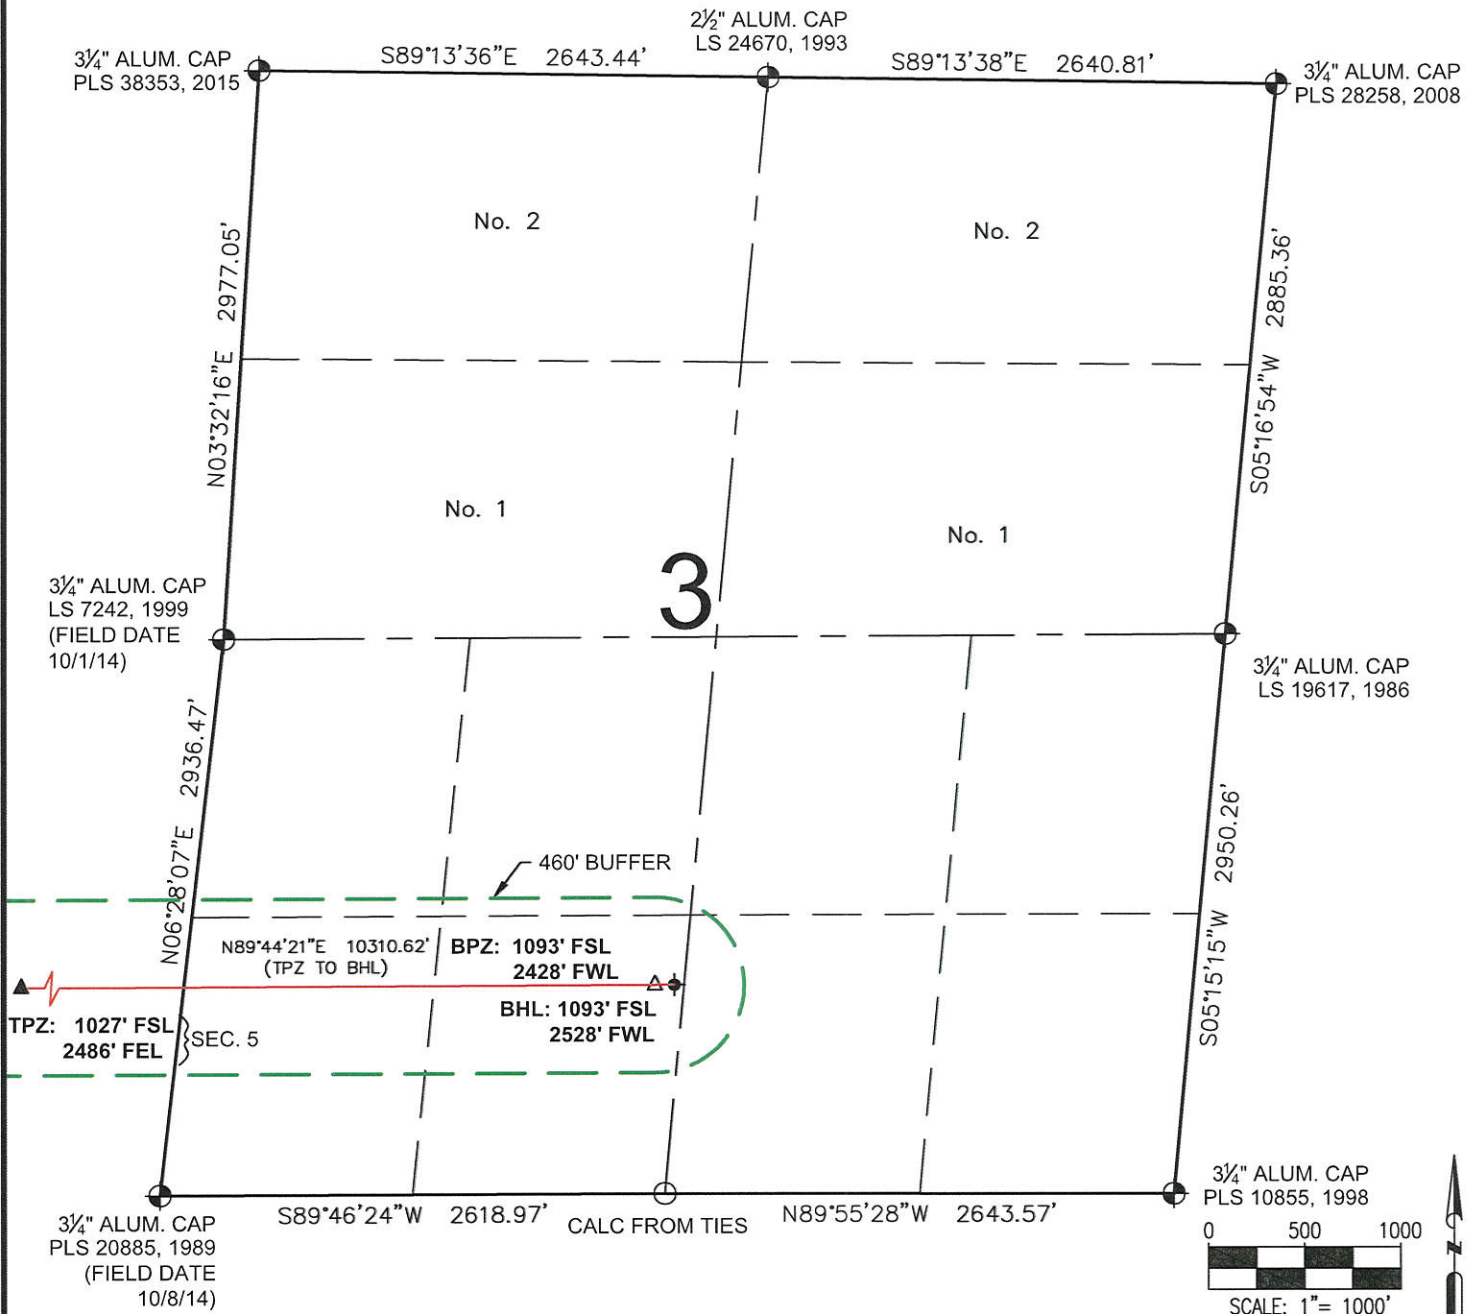 2½" ALUM. CAP
LS 24670, 1993
3¼" ALUM. CAP
PLS 38353, 2015
S89°13'36"E 2643.44'
S89°13'38"E 2640.81'
3¼" ALUM. CAP
PLS 28258, 2008
No. 2
No. 2
N03°32'16"E 2977.05'
S05°16'54"W 2885.36'
No. 1
No. 1
3
3¼" ALUM. CAP
LS 7242, 1999
(FIELD DATE
10/1/14)
3¼" ALUM. CAP
LS 19617, 1986
N06°28'07"E 2936.47'
S05°15'15"W 2950.26'
460' BUFFER
N89°44'21"E 10310.62'
(TPZ TO BHL)
BPZ: 1093' FSL
2428' FWL
BHL: 1093' FSL
2528' FWL
TPZ: 1027' FSL
2486' FEL
SEC. 5
3¼" ALUM. CAP
PLS 20885, 1989
(FIELD DATE
10/8/14)
S89°46'24"W 2618.97'
CALC FROM TIES
N89°55'28"W 2643.57'
3¼" ALUM. CAP
PLS 10855, 1998
0 500 1000
SCALE: 1"= 1000'
N